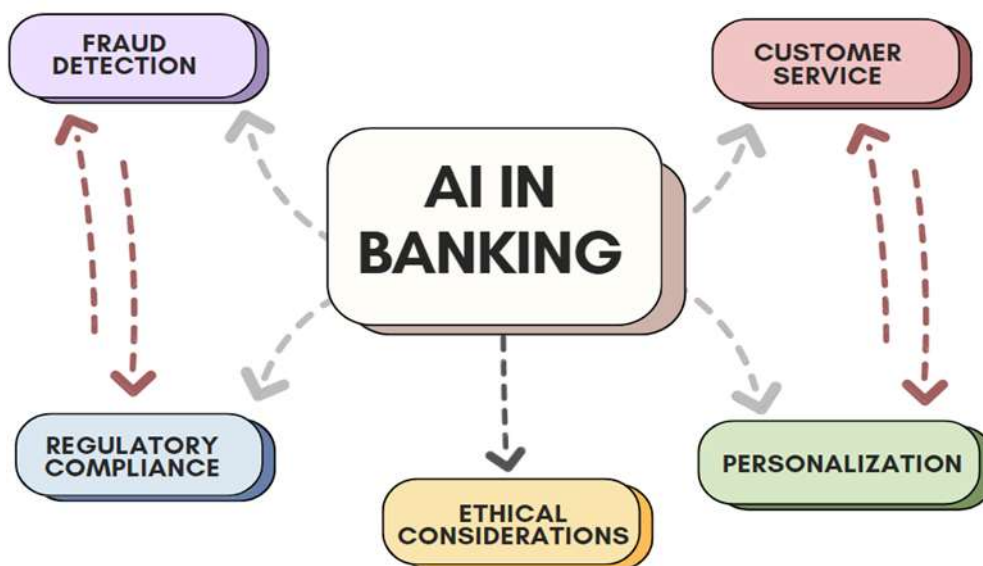 FRAUD
DETECTION
CUSTOMER
SERVICE
AI IN
BANKING
REGULATORY
COMPLIANCE
ETHICAL
CONSIDERATIONS
PERSONALIZATION